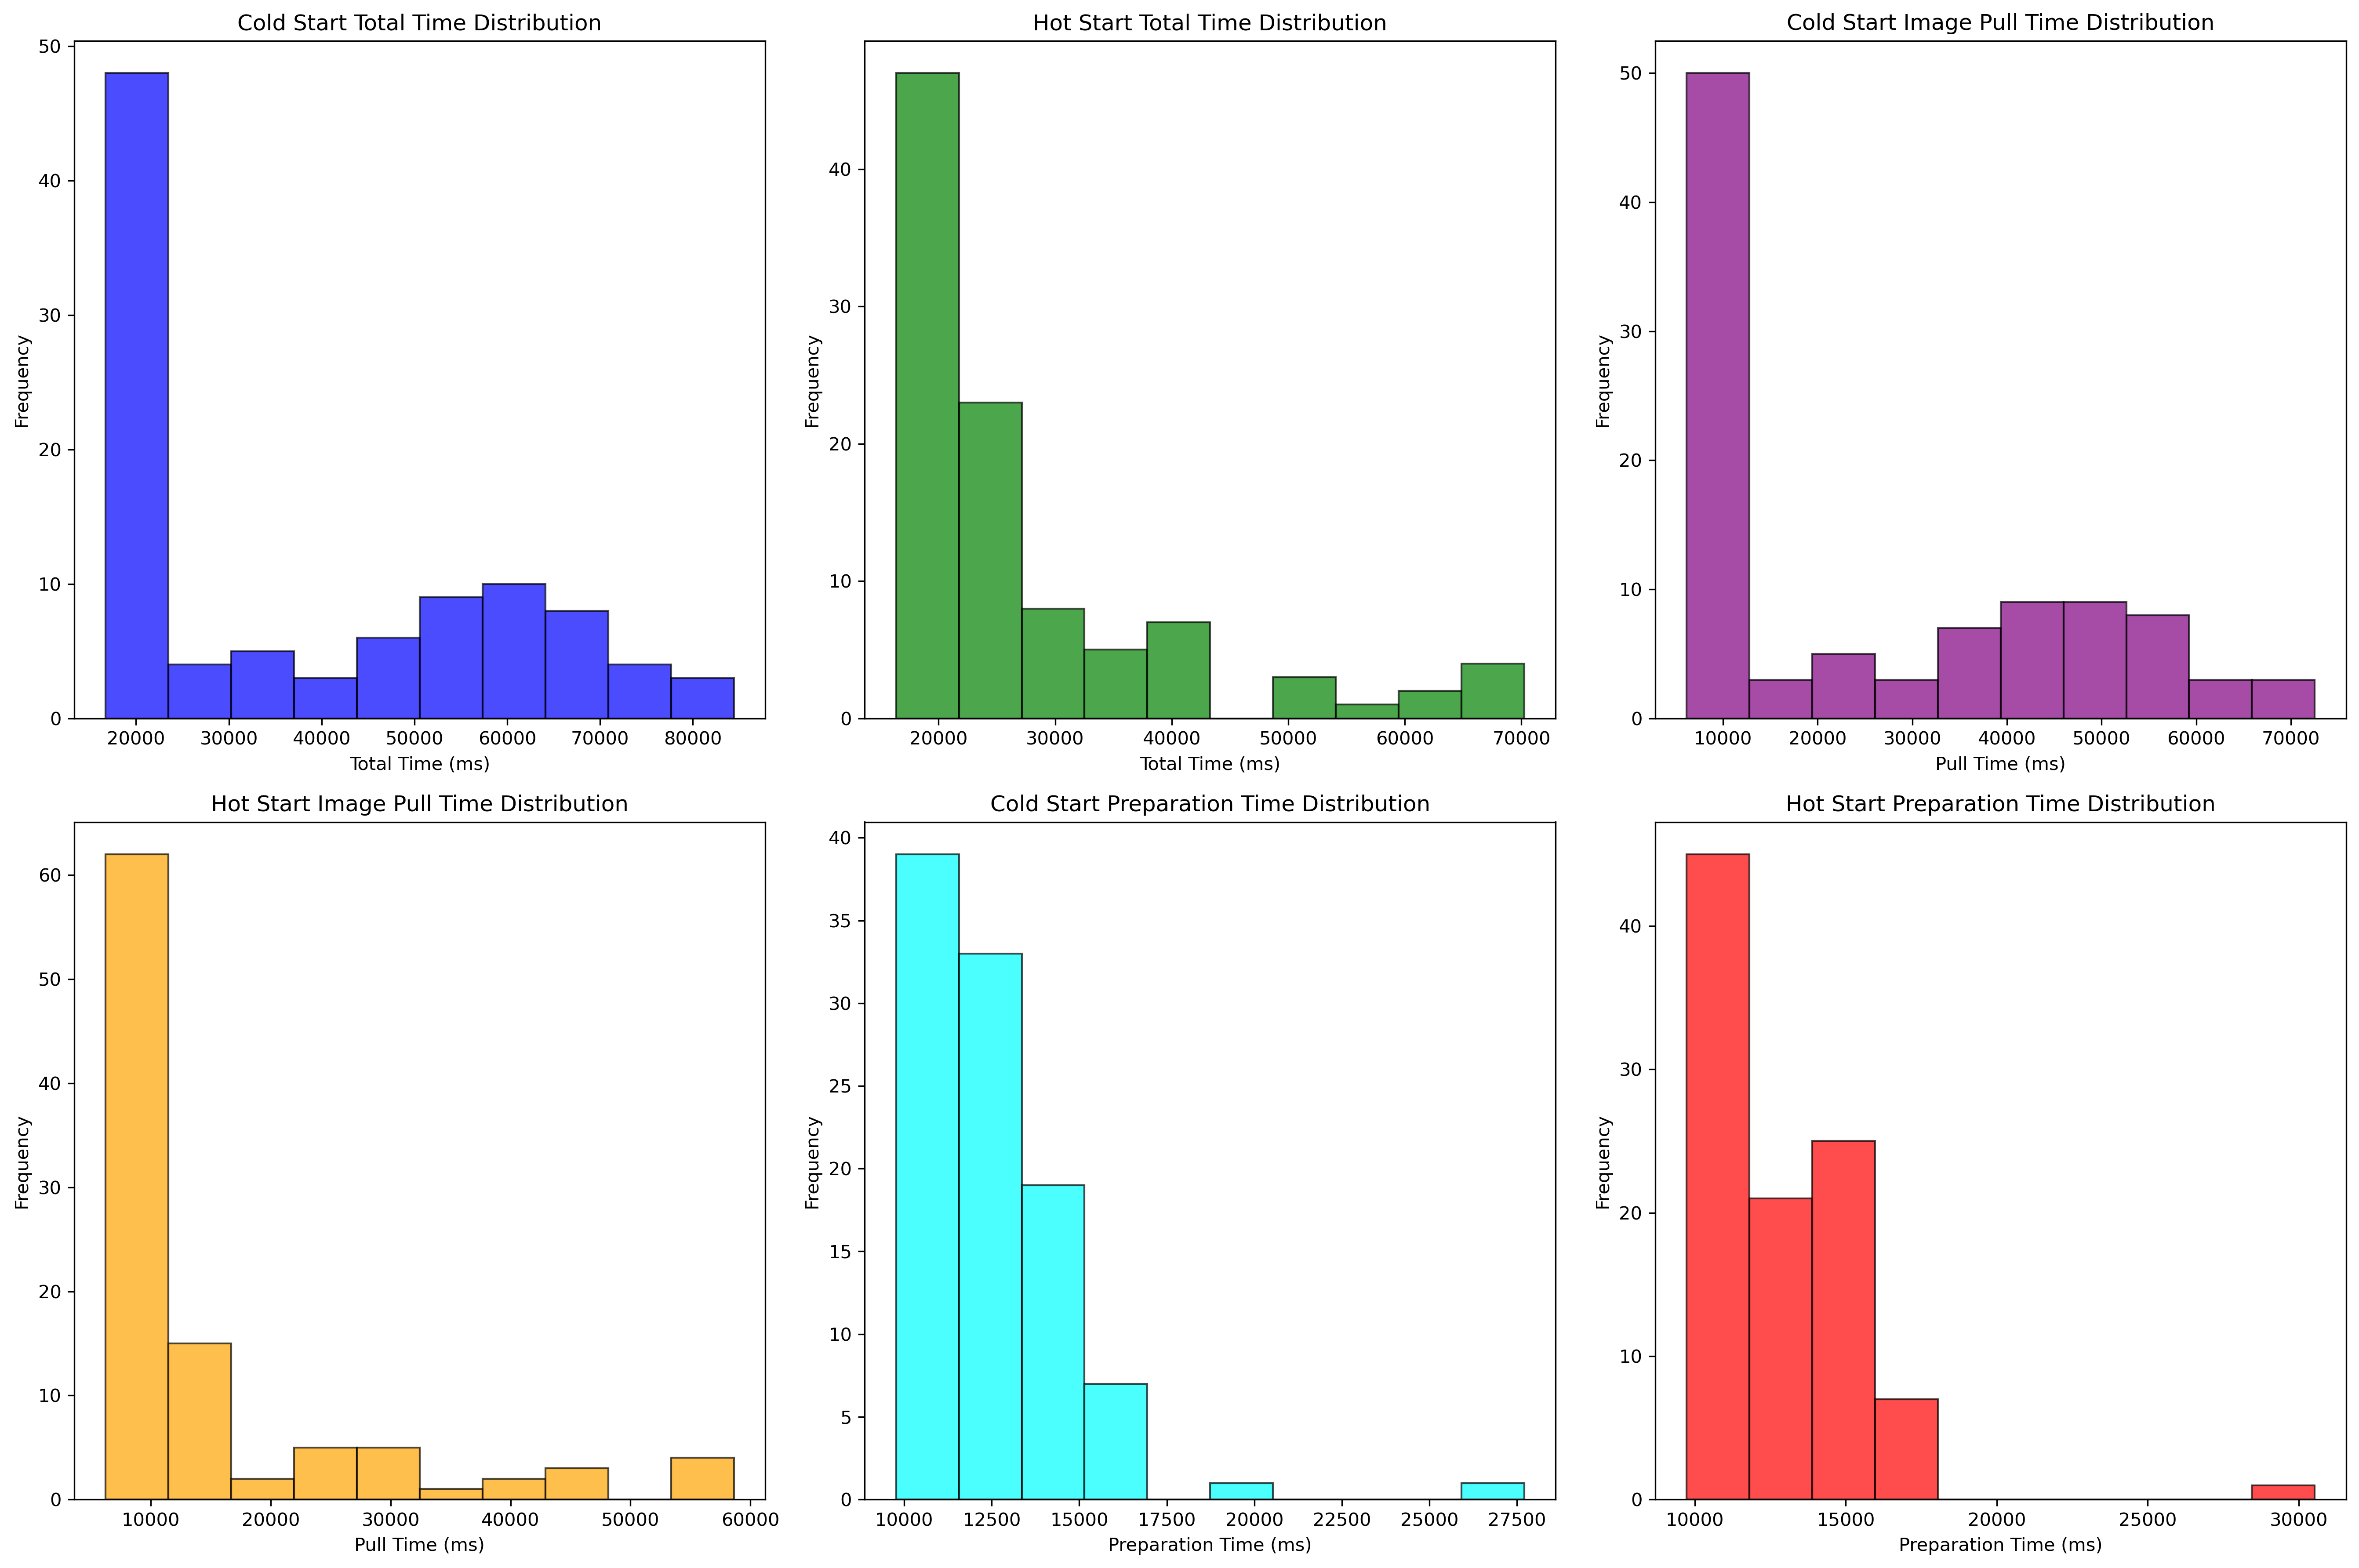 Cold Start Total Time Distribution
50
40
30
20
10
0
Frequency
20000 30000 40000 50000 60000 70000 80000
Total Time (ms)
Hot Start Total Time Distribution
40
30
20
10
0
Frequency
20000 30000 40000 50000 60000 70000
Total Time (ms)
Cold Start Image Pull Time Distribution
50
40
30
20
10
0
Frequency
10000 20000 30000 40000 50000 60000 70000
Pull Time (ms)
Hot Start Image Pull Time Distribution
60
50
40
30
20
10
0
Frequency
10000 20000 30000 40000 50000 60000
Pull Time (ms)
Cold Start Preparation Time Distribution
40
35
30
25
20
15
10
5
0
Frequency
10000 12500 15000 17500 20000 22500 25000 27500
Preparation Time (ms)
Hot Start Preparation Time Distribution
40
30
20
10
0
Frequency
10000 15000 20000 25000 30000
Preparation Time (ms)